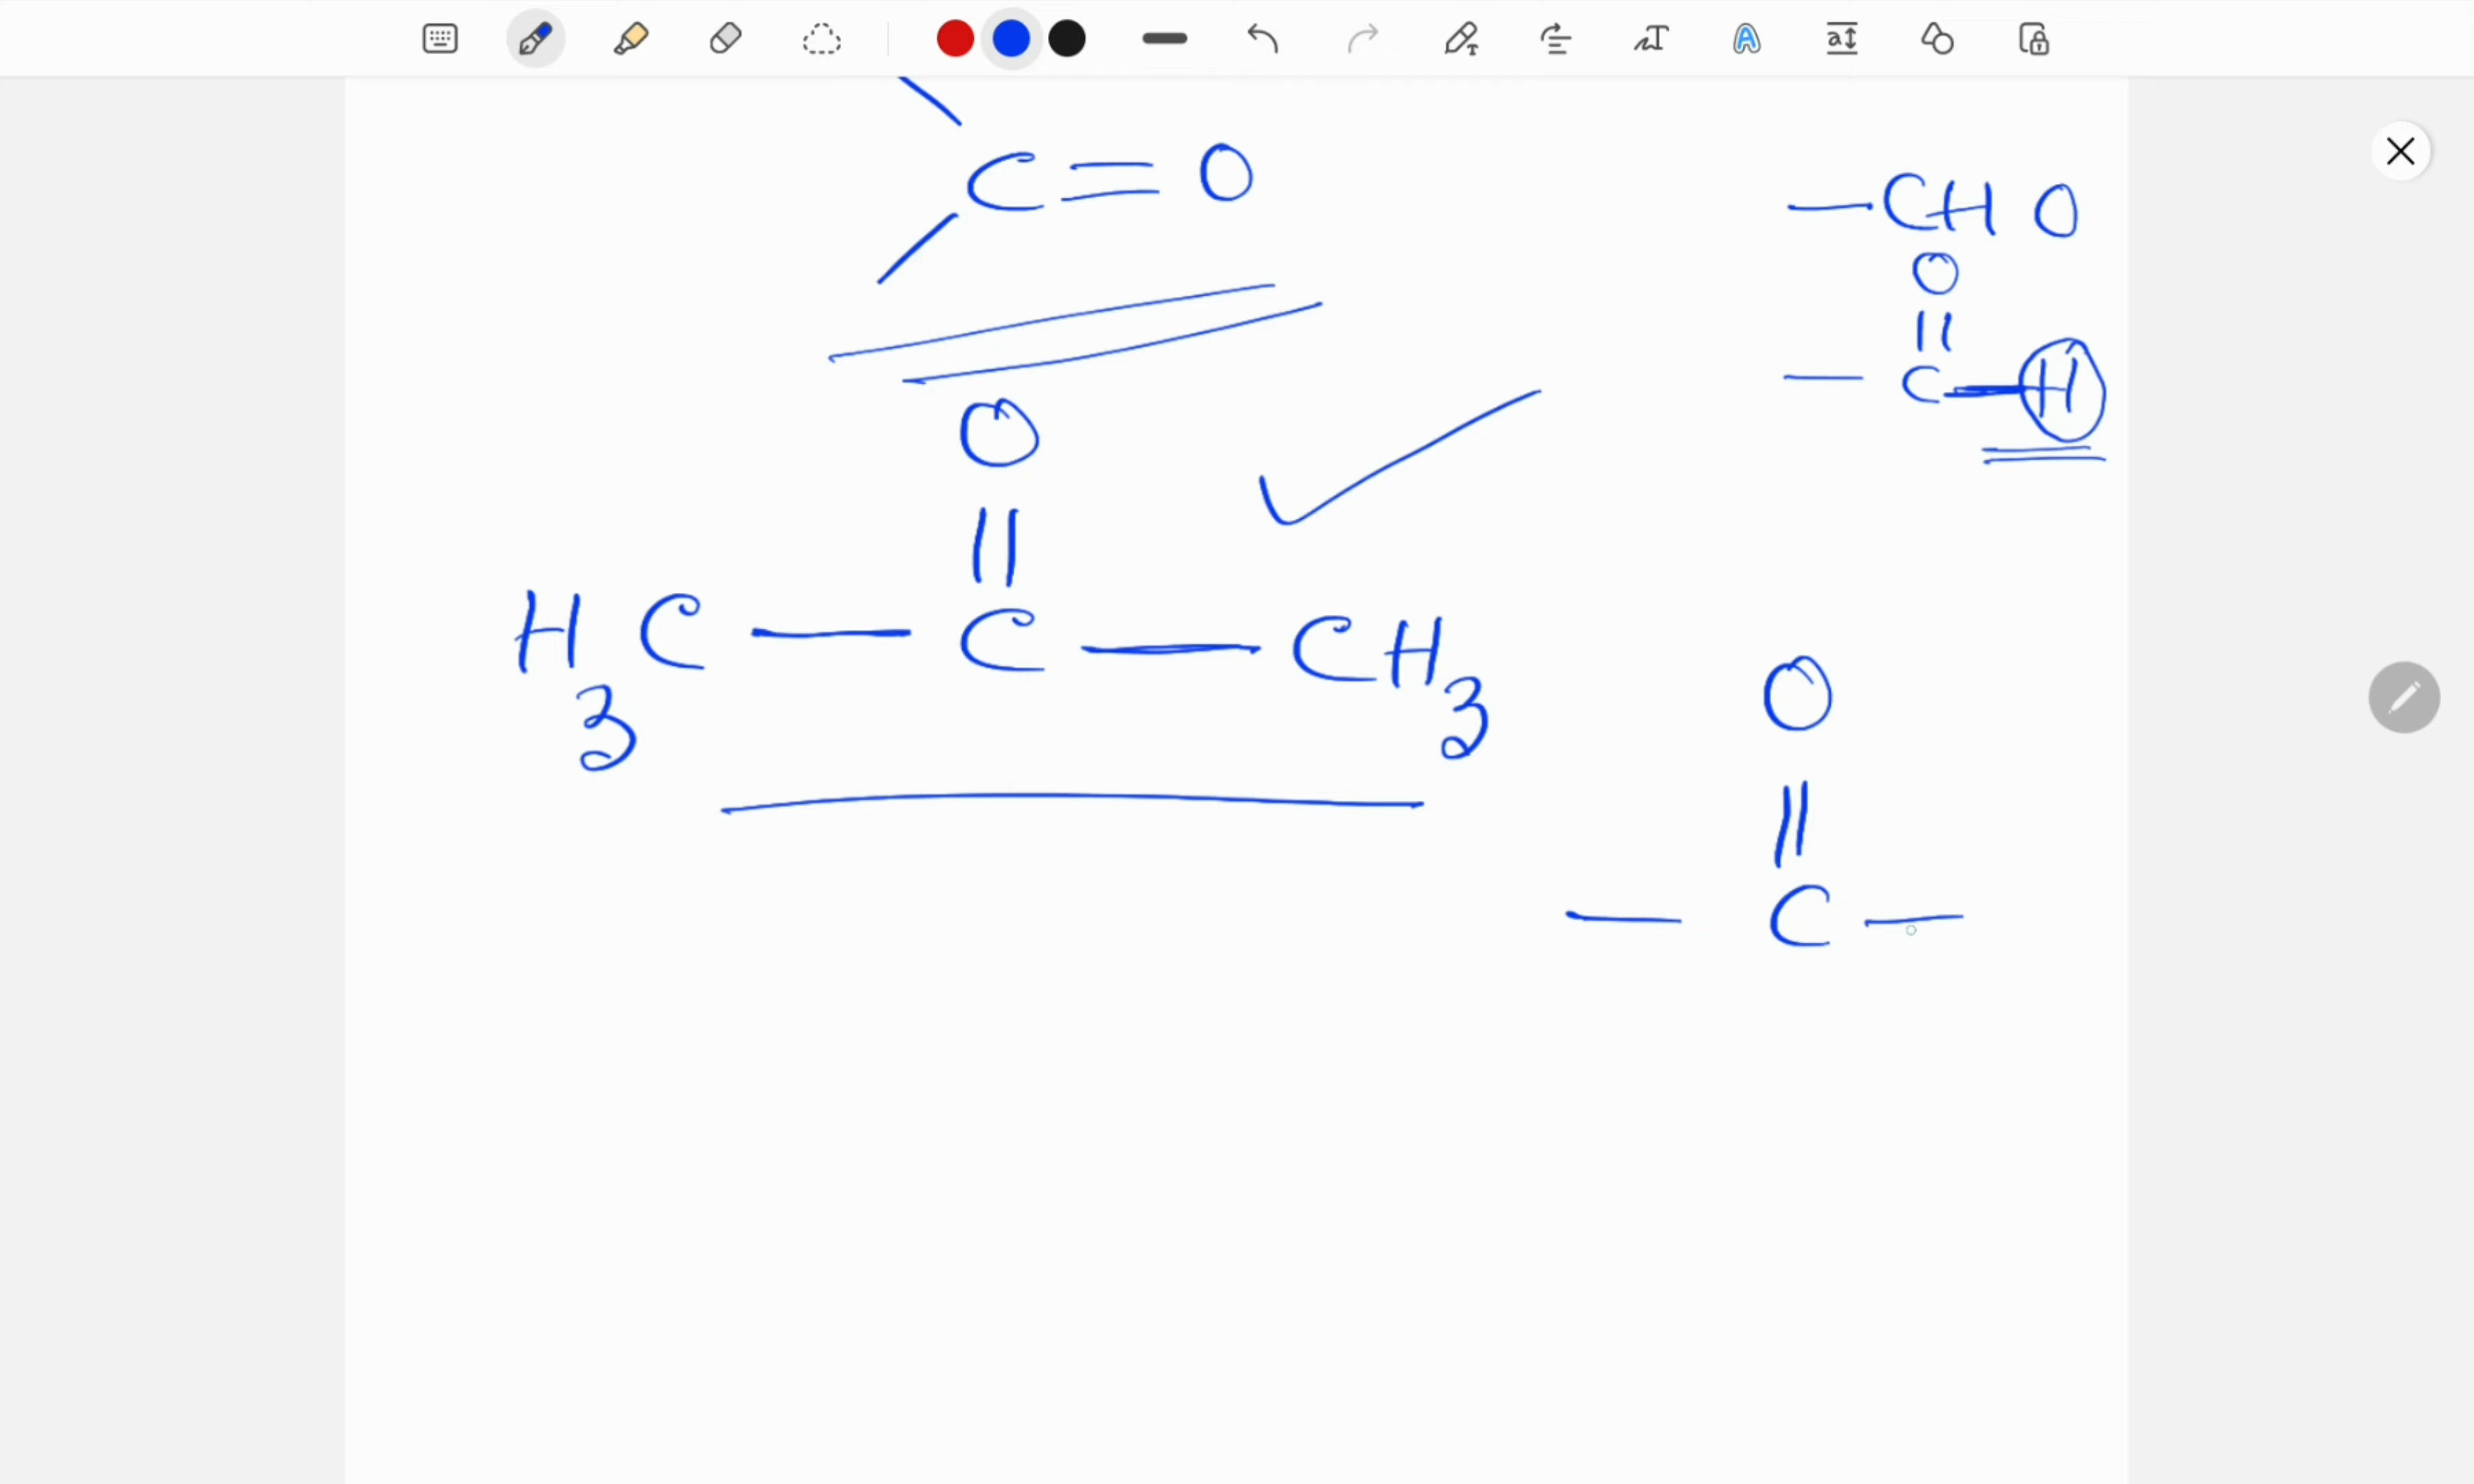 C=O
-CHO
O
||
-C-H
O
||
H3C-C-CH3
O
||
-C-